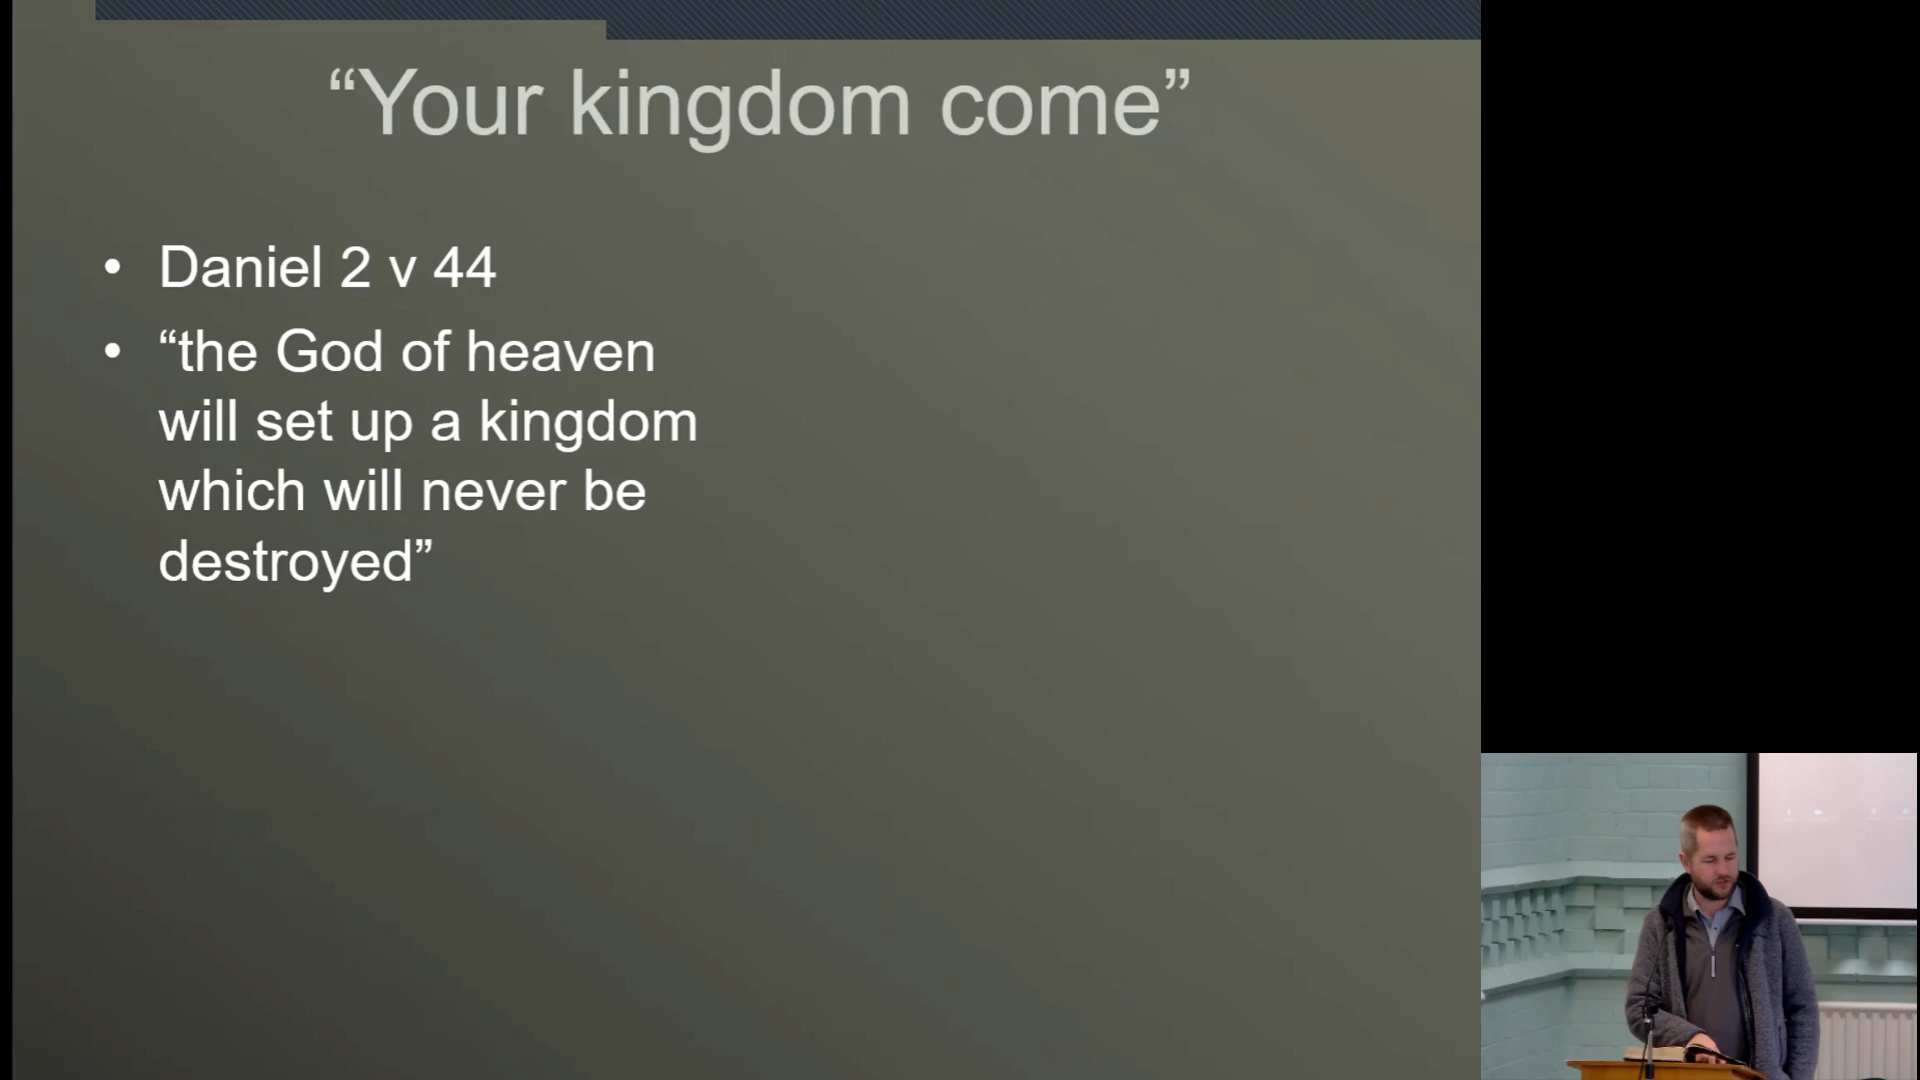 “Your kingdom come”
• Daniel 2 v 44
• “the God of heaven
will set up a kingdom
which will never be
destroyed”